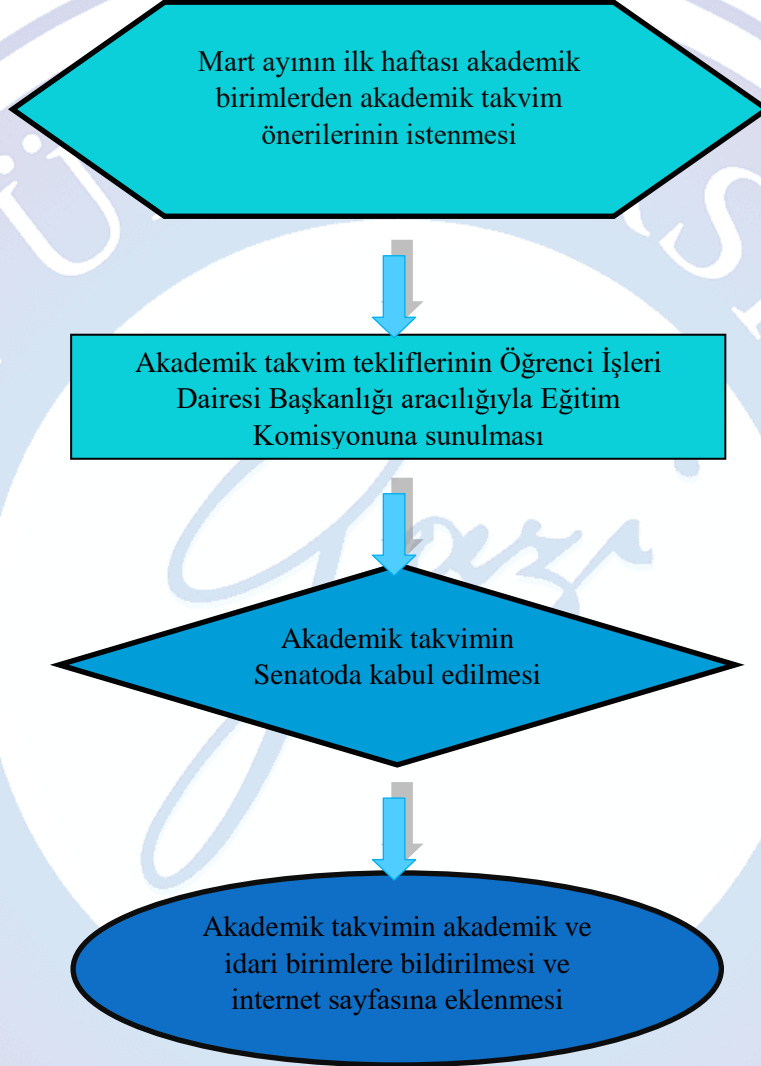 Mart ayının ilk haftası akademik
birimlerden akademik takvim
önerilerinin istenmesi
Akademik takvim tekliflerinin Öğrenci İşleri
Dairesi Başkanlığı aracılığıyla Eğitim
Komisyonuna sunulması
Gazi
Akademik takvimin
Senatoda kabul edilmesi
Akademik takvimin akademik ve
idari birimlere bildirilmesi ve
internet sayfasına eklenmesi